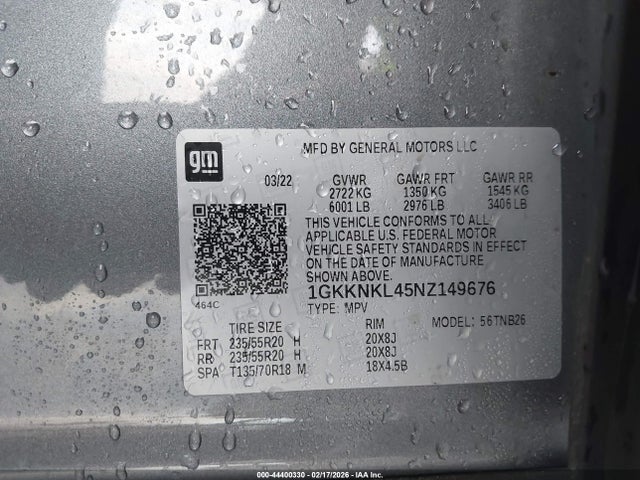 gm
MFD BY GENERAL MOTORS LLC
03/22 GVWR GAWR FRT GAWR RR
2722 KG 1350 KG 1545 KG
6001 LB 2976 LB 3406 LB
THIS VEHICLE CONFORMS TO ALL
APPLICABLE U.S. FEDERAL MOTOR
VEHICLE SAFETY STANDARDS IN EFFECT
ON THE DATE OF MANUFACTURE
SHOWN ABOVE.
1GKKNKL45NZ149676
464C
TYPE: MPV MODEL: 56TNB26
TIRE SIZE RIM
FRT 235/55R20 H 20X8J
RR 235/55R20 H 20X8J
SPA T135/70R18 M 18X4.5B
000-44400330 - 02/17/2026 - IAA Inc.